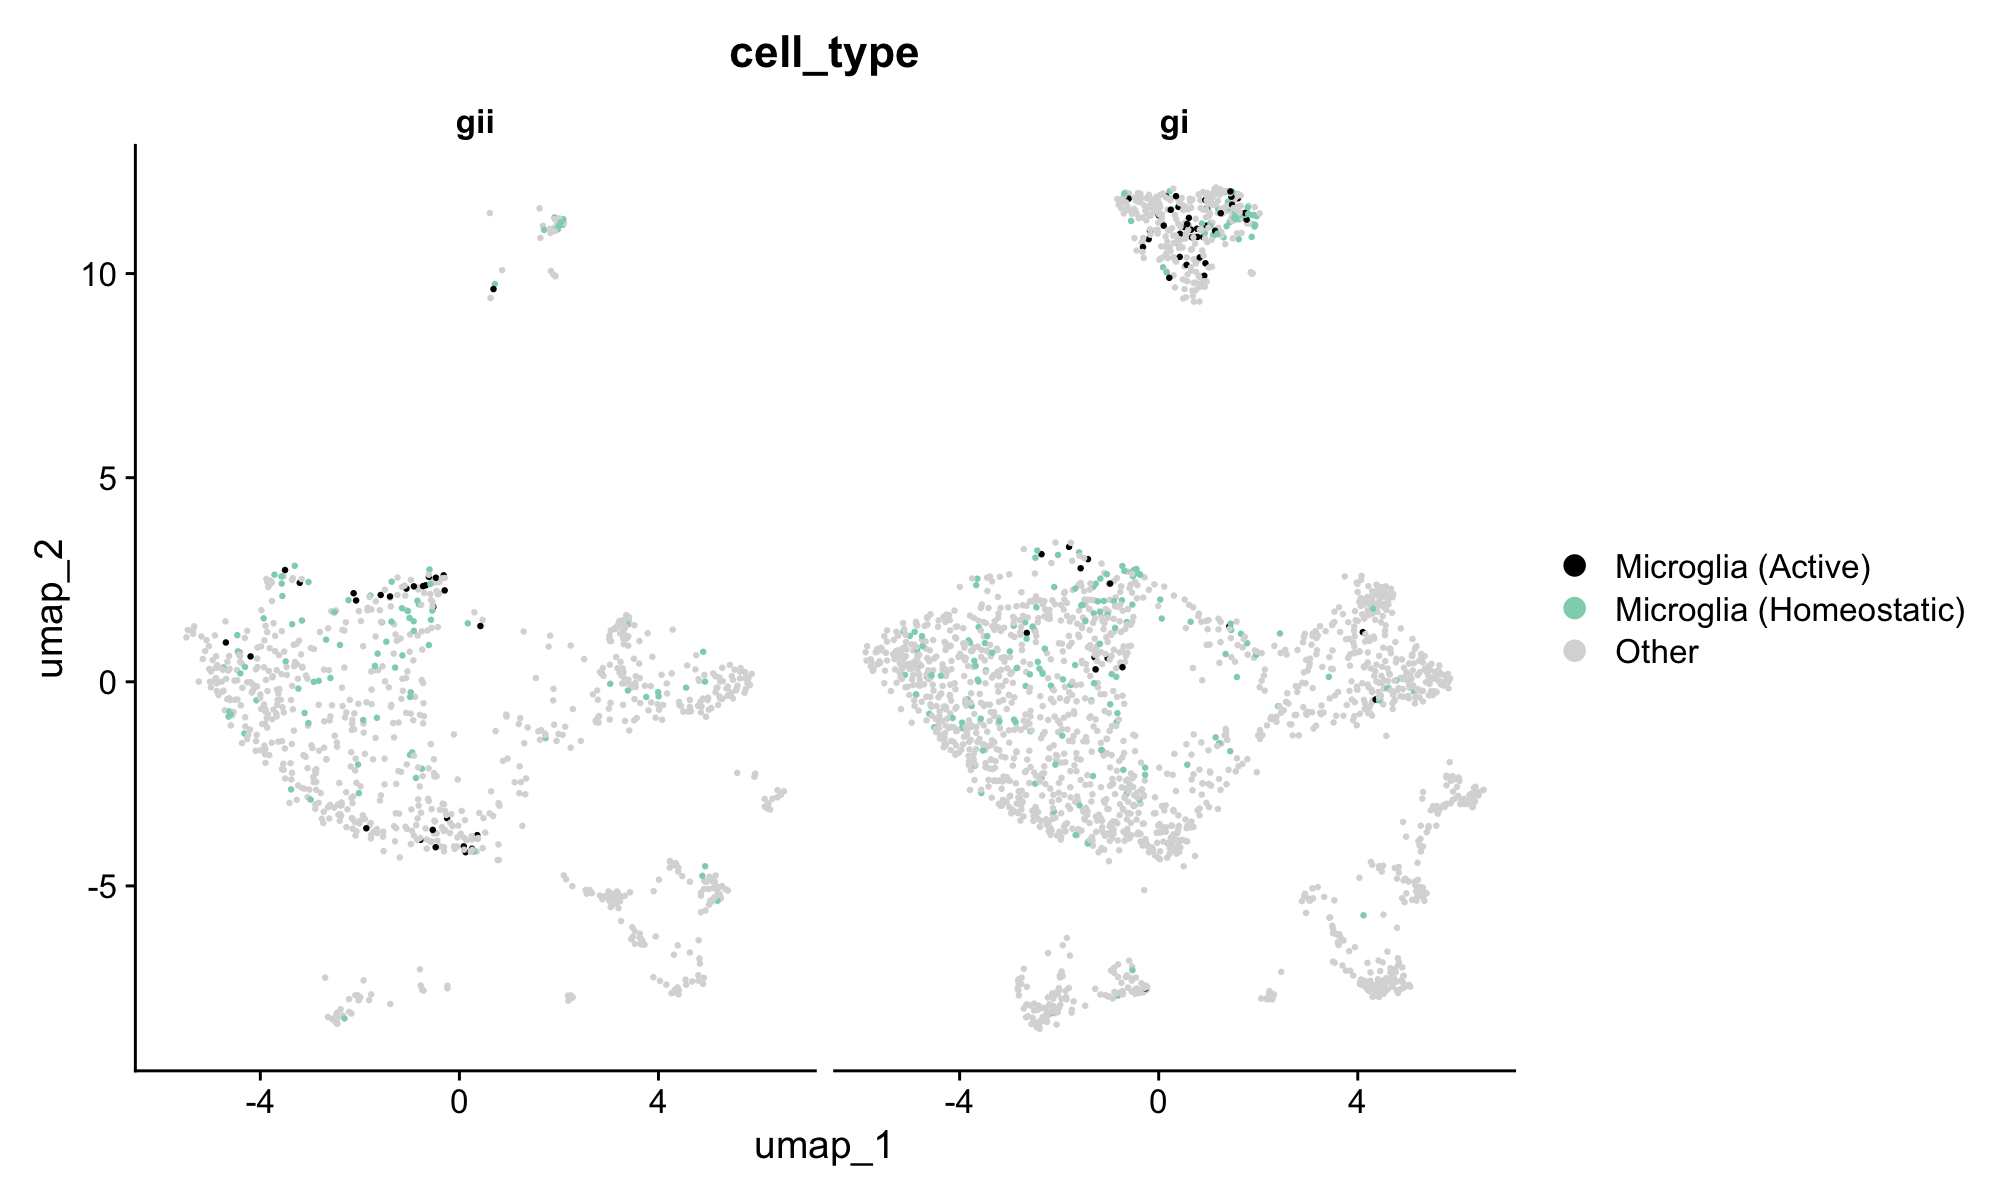 cell_type
gii
gi
10
5
0
-5
umap_2
-4
0
4
-4
0
4
umap_1
Microglia (Active)
Microglia (Homeostatic)
Other